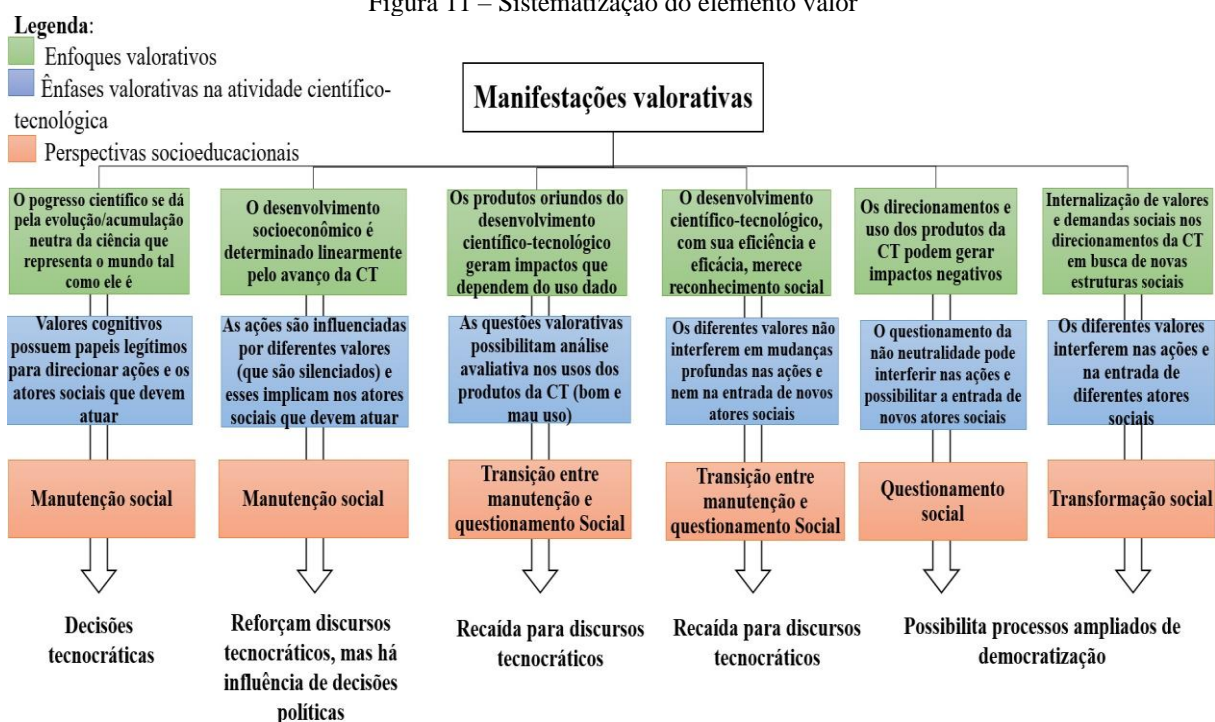 Figura 11 – Sistematização do elemento valor
Legenda:
Enfoques valorativos
Ênfases valorativas na atividade científico-
tecnológica
Perspectivas socioeducacionais
Manifestações valorativas
O pogresso científico se dá
pela evolução/acumulação
neutra da ciência que
representa o mundo tal
como ele é
O desenvolvimento
socioeconômico é
determinado linearmente
pelo avanço da CT
Os produtos oriundos do
desenvolvimento
científico-tecnológico
geram impactos que
dependem do uso dado
O desenvolvimento
científico-tecnológico,
com sua eficiência e
eficácia, merece
reconhecimento social
Os direcionamentos e
uso dos produtos da
CT podem gerar
impactos negativos
Internalização de valores
e demandas sociais nos
direcionamentos da CT
em busca de novas
estruturas sociais
Valores cognitivos
possuem papeis legítimos
para direcionar ações e os
atores sociais que devem
atuar
As ações são influenciadas
por diferentes valores
(que são silenciados) e
esses implicam nos atores
sociais que devem atuar
As questões valorativas
possibilitam análise
avaliativa nos usos dos
produtos da CT (bom e
mau uso)
Os diferentes valores não
interferem em mudanças
profundas nas ações e
nem na entrada de novos
atores sociais
O questionamento da
não neutralidade pode
interferir nas ações e
possibilitar a entrada de
novos atores sociais
Os diferentes valores
interferem nas ações e
na entrada de
diferentes atores
sociais
Manutenção social
Manutenção social
Transição entre
manutenção e
questionamento Social
Transição entre
manutenção e
questionamento Social
Questionamento
social
Transformação social
Decisões
tecnocráticas
Reforçam discursos
tecnocráticos, mas há
influência de decisões
políticas
Recaída para discursos
tecnocráticos
Recaída para discursos
tecnocráticos
Possibilita processos ampliados de
democratização